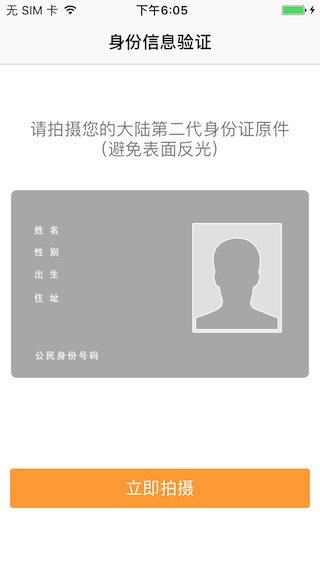 无 SIM 卡 下午6:05
身份信息验证
请拍摄您的大陆第二代身份证原件
（避免表面反光）
姓 名
性 别
出 生
住 址
公民身份号码
立即拍摄